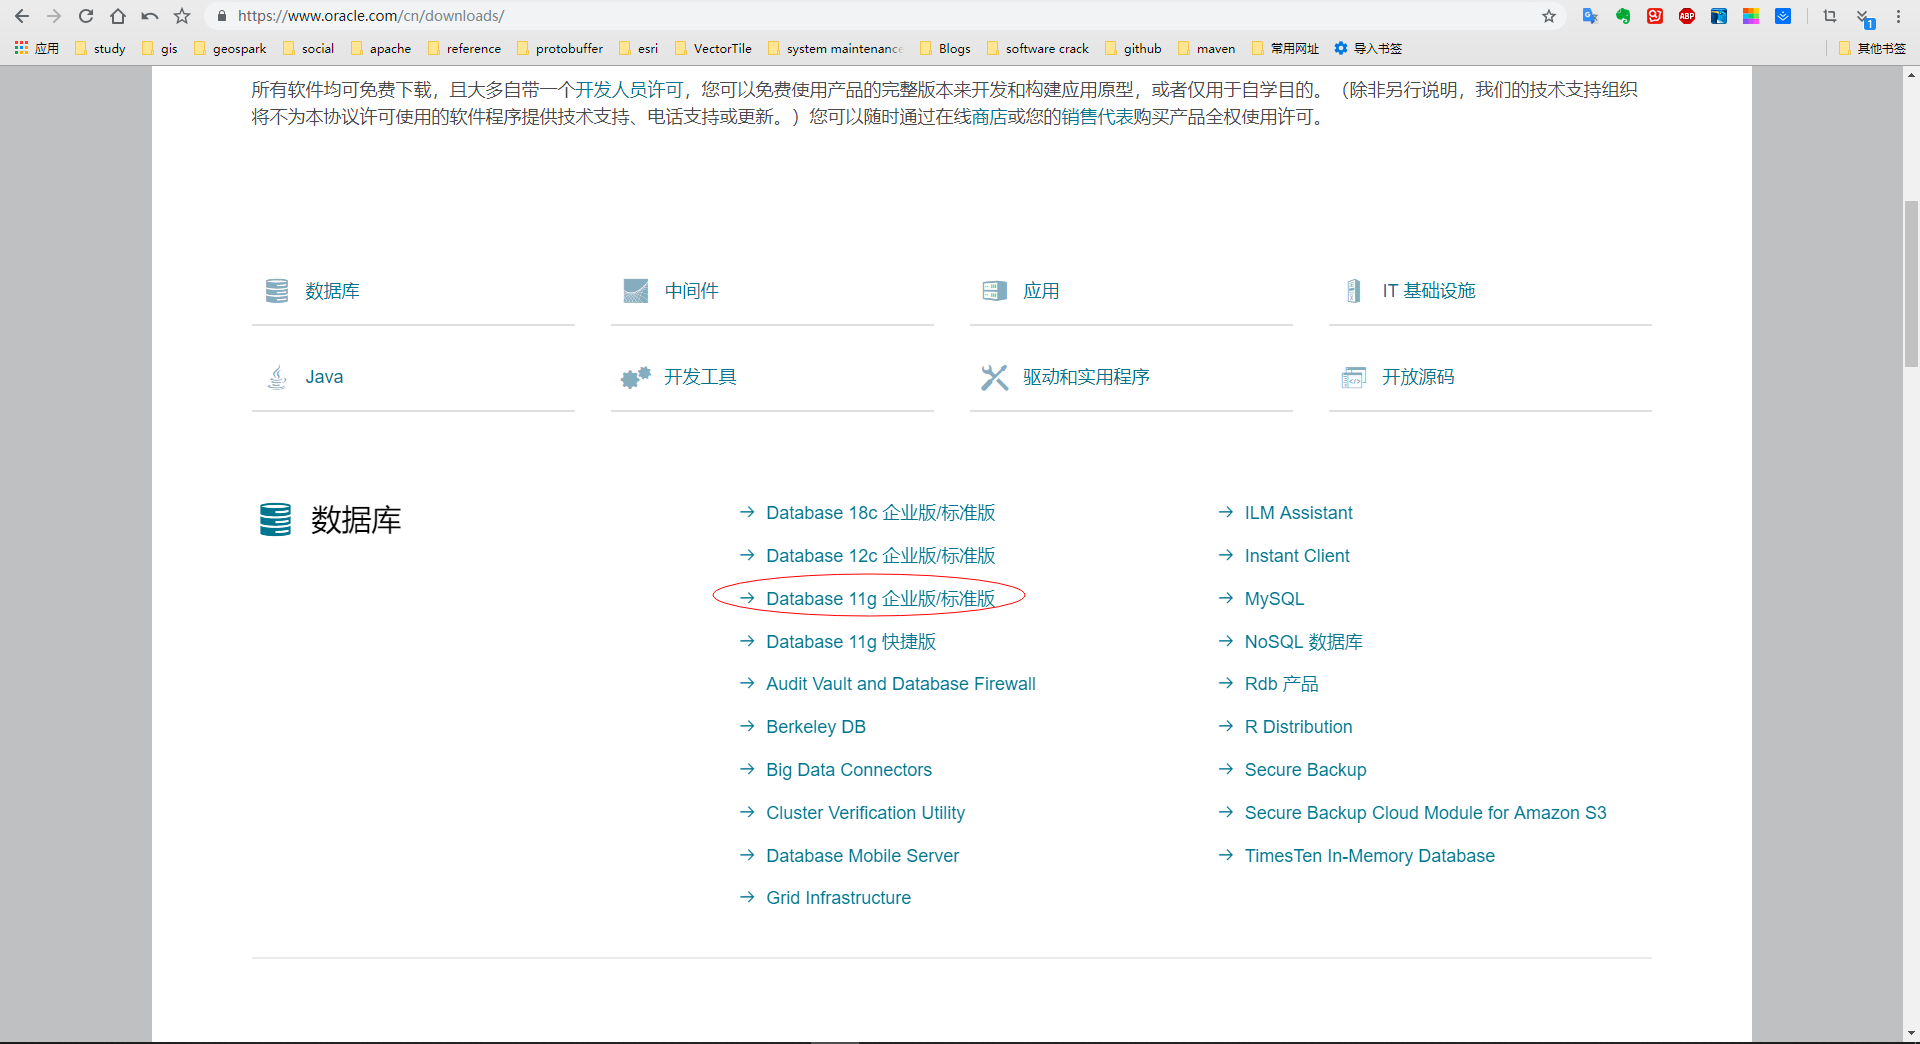 https://www.oracle.com/cn/downloads/
应用 study gis geospark social apache reference protobuffer esri VectorTile system maintenance Blogs software crack github maven 常用网址 导入书签 其他书签
所有软件均可免费下载，且大多自带一个开发人员许可，您可以免费使用产品的完整版本来开发和构建应用原型，或者仅用于自学目的。（除非另行说明，我们的技术支持组织
将不为本协议许可使用的软件程序提供技术支持、电话支持或更新。）您可以随时通过在线商店或您的销售代表购买产品全权使用许可。
数据库 中间件 应用 IT 基础设施
Java 开发工具 驱动和实用程序 开放源码
数据库
Database 18c 企业版/标准版
Database 12c 企业版/标准版
Database 11g 企业版/标准版
Database 11g 快捷版
Audit Vault and Database Firewall
Berkeley DB
Big Data Connectors
Cluster Verification Utility
Database Mobile Server
Grid Infrastructure
ILM Assistant
Instant Client
MySQL
NoSQL 数据库
Rdb 产品
R Distribution
Secure Backup
Secure Backup Cloud Module for Amazon S3
TimesTen In-Memory Database